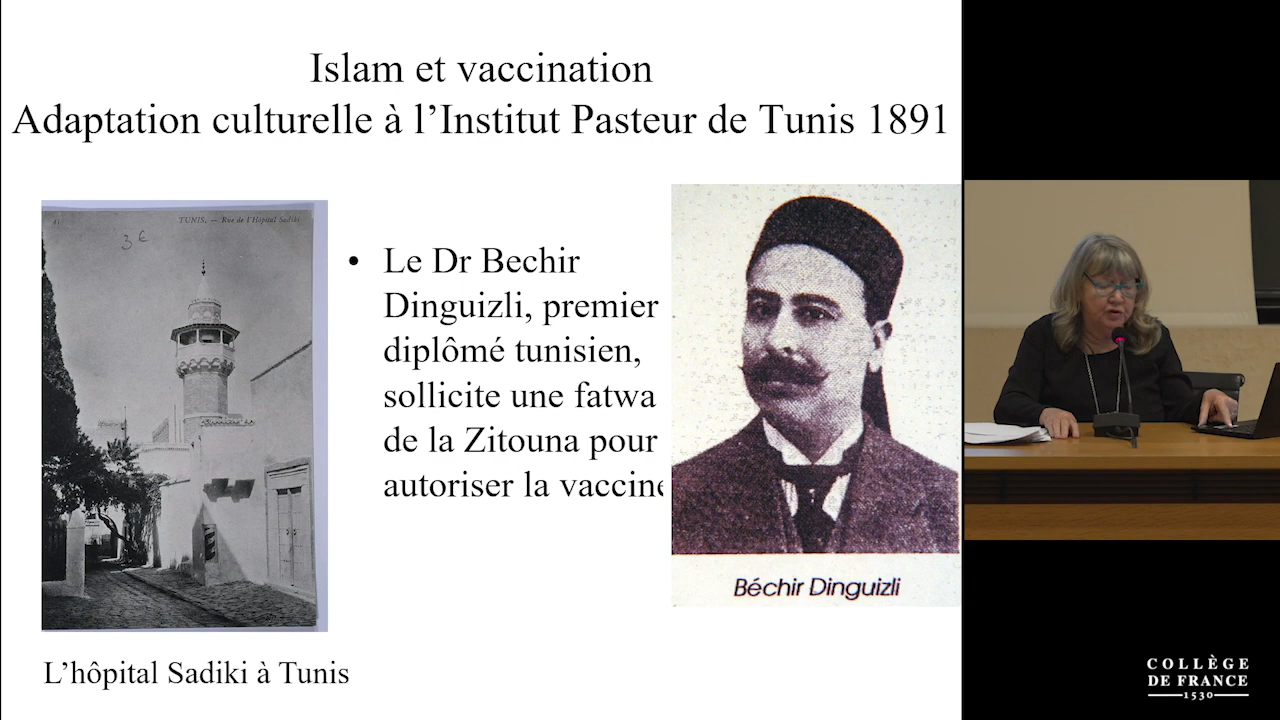 Islam et vaccination
Adaptation culturelle à l’Institut Pasteur de Tunis 1891
TUNIS. — Rue de l'Hôpital Sadiki
3€
• Le Dr Bechir
Dinguizli, premier
diplômé tunisien,
sollicite une fatwa
de la Zitouna pour
autoriser la vaccine
Béchir Dinguizli
L’hôpital Sadiki à Tunis
COLLÈGE
DE FRANCE
1530